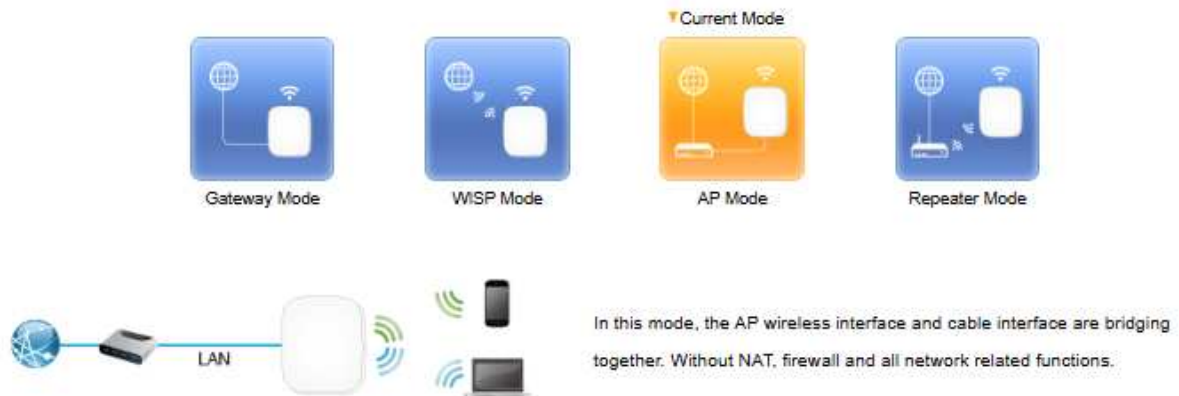 Current Mode
Gateway Mode
WISP Mode
AP Mode
Repeater Mode
LAN
In this mode, the AP wireless interface and cable interface are bridging
together. Without NAT, firewall and all network related functions.